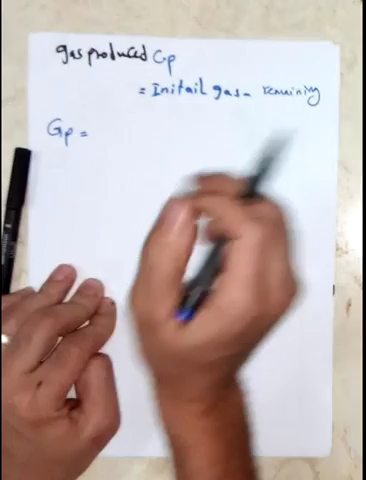 gas produced Gp
= Initail gas - remaining
Gp =